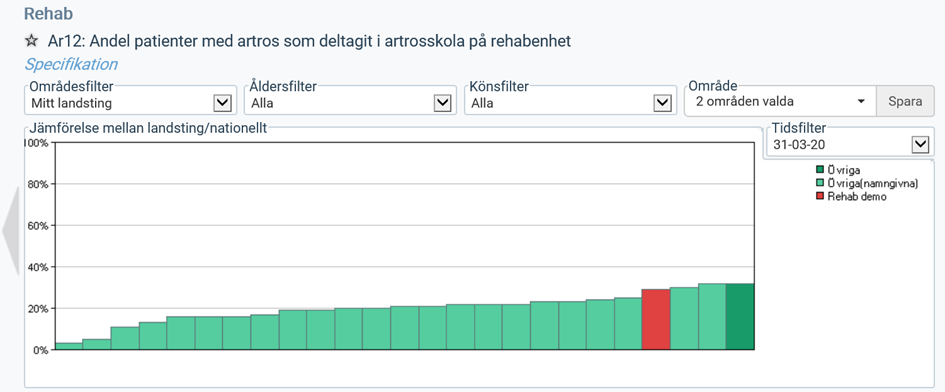 Rehab
Ar12: Andel patienter med artros som deltagit i artrosskola på rehabenhet
Specifikation
Områdesfilter
Mitt landsting
Åldersfilter
Alla
Könsfilter
Alla
Område
2 områden valda
Spara
Jämförelse mellan landsting/nationellt
Tidsfilter
31-03-20
100%
80%
60%
40%
20%
0%
Övriga
Övriga(namngivna)
Rehab demo